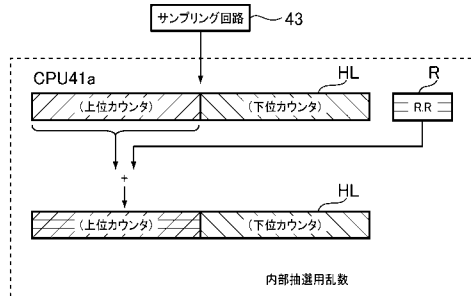 サンプリング回路 43
CPU41a
HL
R
(上位カウンタ) (下位カウンタ) R.R
+
HL
(上位カウンタ) (下位カウンタ)
内部抽選用乱数